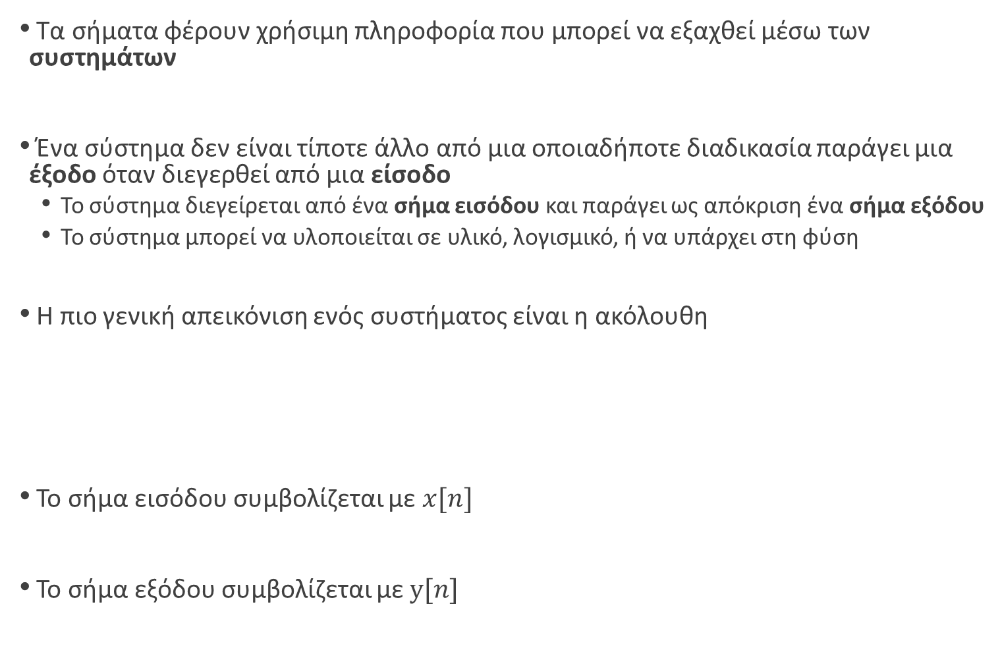 • Τα σήματα φέρουν χρήσιμη πληροφορία που μπορεί να εξαχθεί μέσω των
συστημάτων
• Ένα σύστημα δεν είναι τίποτε άλλο από μια οποιαδήποτε διαδικασία παράγει μια
έξοδο όταν διεγερθεί από μια είσοδο
• Το σύστημα διεγείρεται από ένα σήμα εισόδου και παράγει ως απόκριση ένα σήμα εξόδου
• Το σύστημα μπορεί να υλοποιείται σε υλικό, λογισμικό, ή να υπάρχει στη φύση
• Η πιο γενική απεικόνιση ενός συστήματος είναι η ακόλουθη
• Το σήμα εισόδου συμβολίζεται με x[n]
• Το σήμα εξόδου συμβολίζεται με y[n]